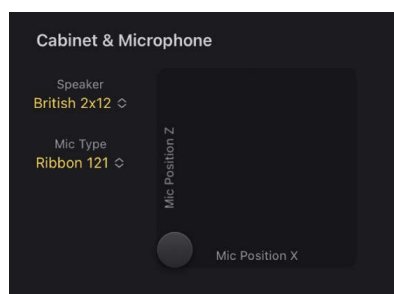 Cabinet & Microphone
Speaker
British 2x12
Mic Type
Ribbon 121
Mic Position Z
Mic Position X